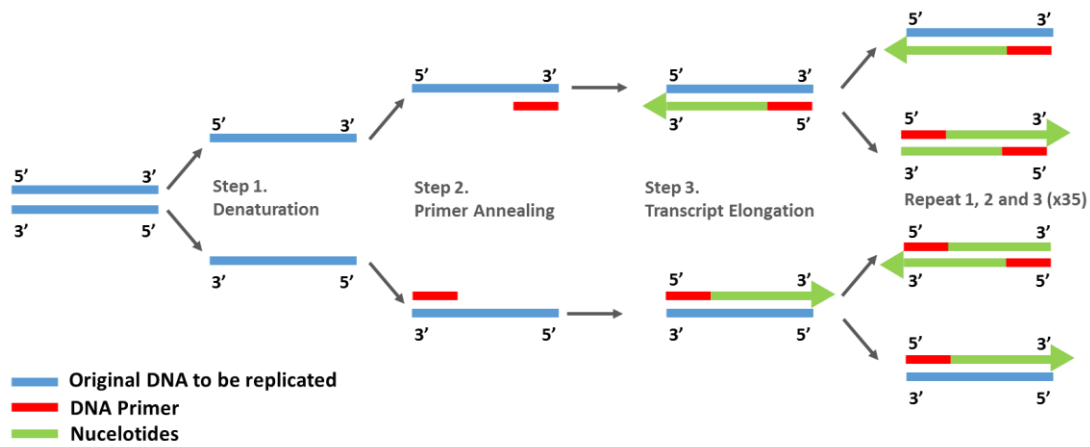 5’ 3’
3’ 5’
5’ 3’
Step 1.
Denaturation
3’ 5’
5’ 3’
Step 2.
Primer Annealing
3’ 5’
5’ 3’
3’ 5’
Step 3.
Transcript Elongation
5’ 3’
3’ 5’
5’ 3’
5’ 3’
3’ 5’
Repeat 1, 2 and 3 (x35)
5’ 3’
3’ 5’
5’ 3’
3’ 5’
Original DNA to be replicated
DNA Primer
Nucelotides